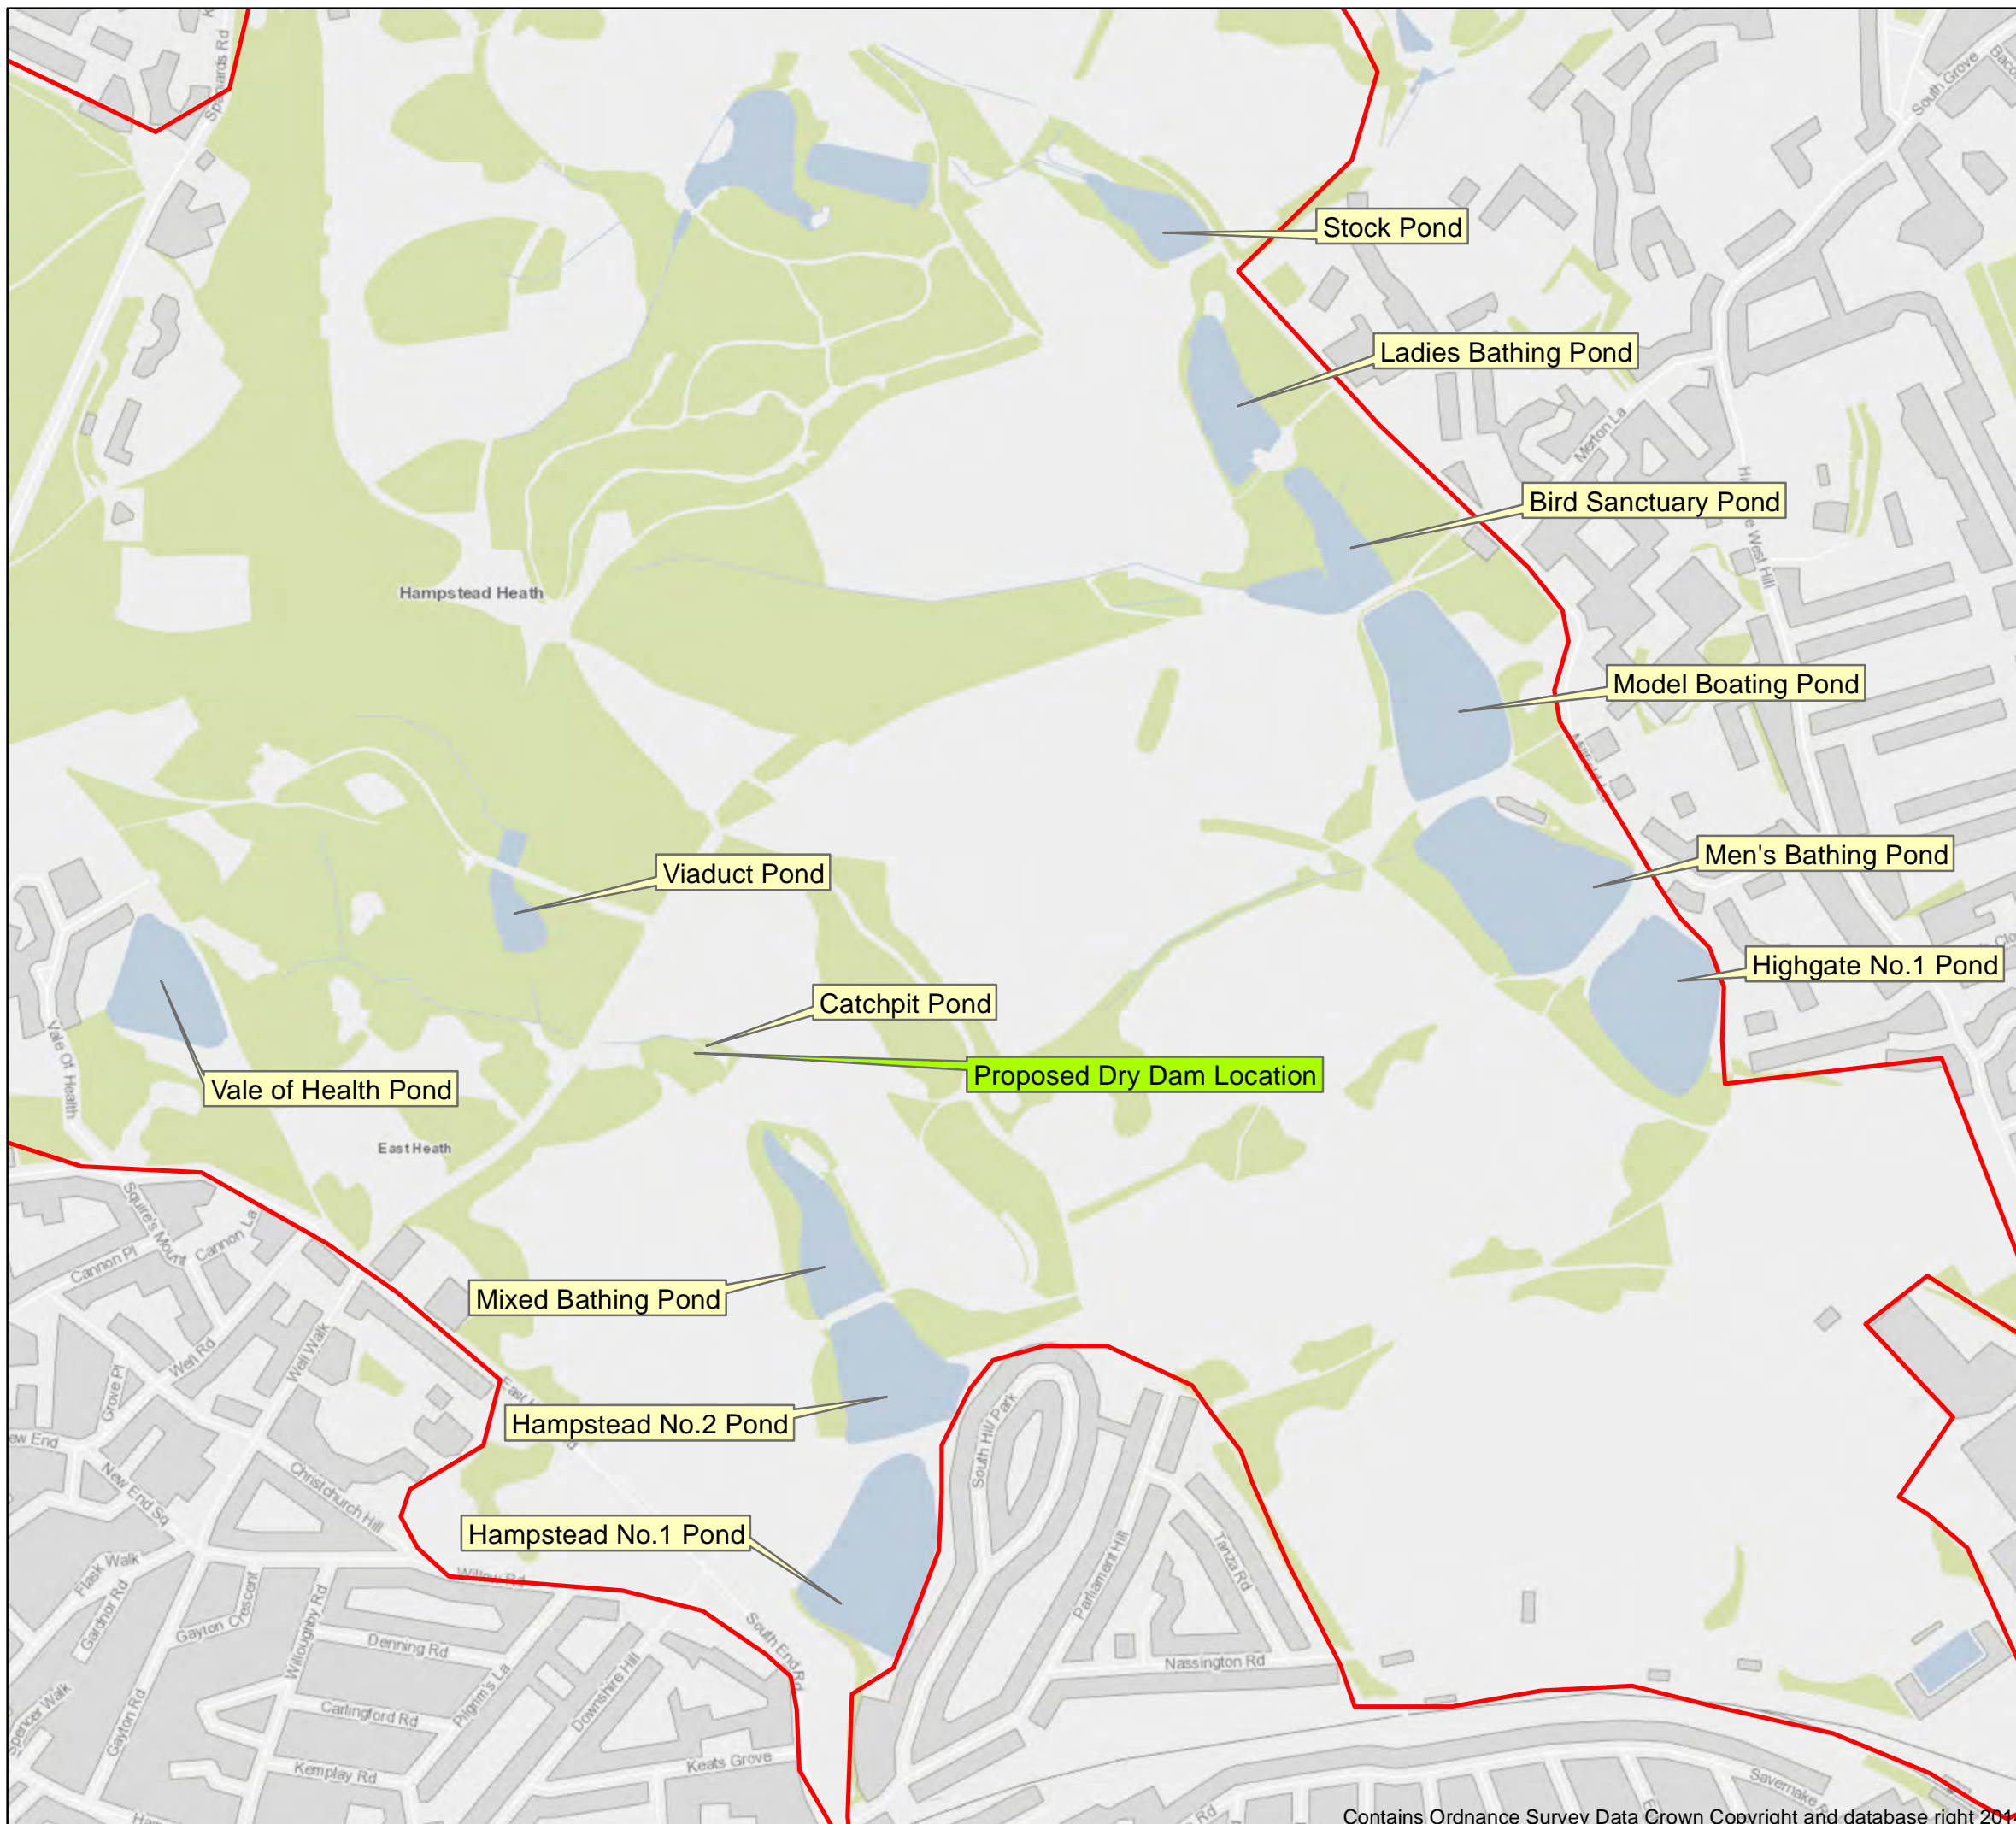 Spaniards Rd
South Grove
Stock Pond
Ladies Bathing Pond
Merton La
Bird Sanctuary Pond
West Hill
Hampstead Heath
Model Boating Pond
Millfield La
Men's Bathing Pond
Viaduct Pond
Highgate No.1 Pond
Catchpit Pond
Proposed Dry Dam Location
Vale Of Health
Vale of Health Pond
East Heath
Squire's Mount
Cannon La
Cannon Pl
Mixed Bathing Pond
Well Rd
Well Walk
Grove Pl
East
Hampstead No.2 Pond
South Hill Park
New End Sq
Christchurch Hill
Hampstead No.1 Pond
Parliament Hill
Tanza Rd
Flask Walk
Willow Rd
Gardnor Rd
Gayton Crescent
Willoughby Rd
Denning Rd
South End Rd
Pilgrim's La
Downshire Hill
Nassington Rd
Gayton Rd
Carlingford Rd
Keats Grove
Kemplay Rd
Savernake
Rd
Contains Ordnance Survey Data Crown Copyright and database right